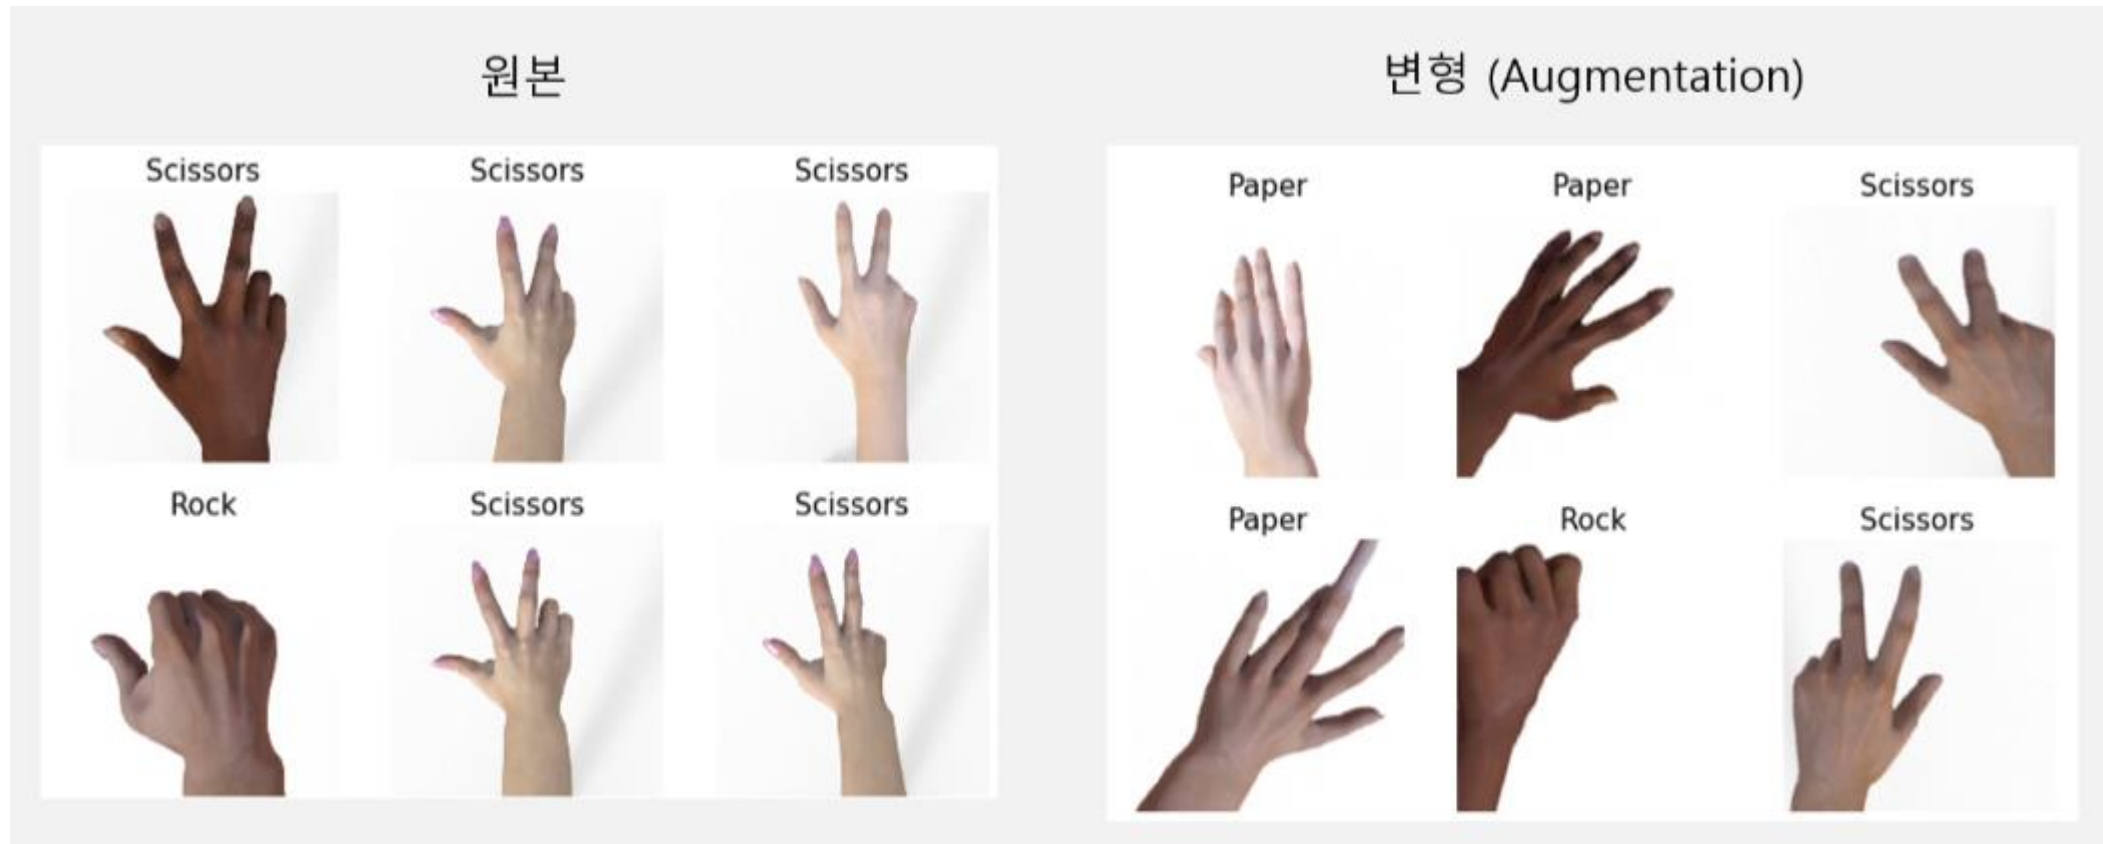 원본
Scissors Scissors Scissors
Rock Scissors Scissors
변형 (Augmentation)
Paper Paper Scissors
Paper Rock Scissors